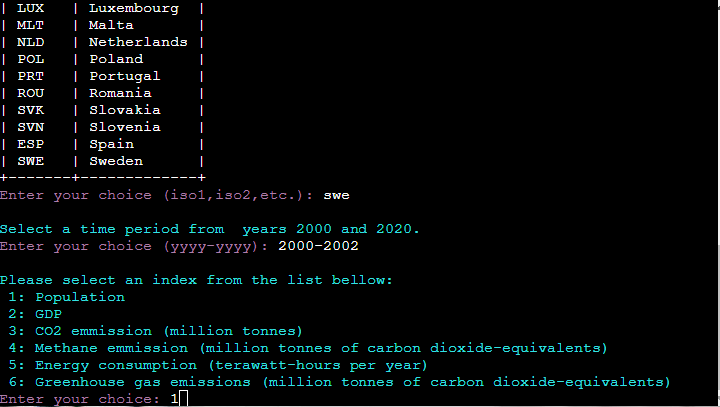 | LUX   | Luxembourg  |
| MLT   | Malta       |
| NLD   | Netherlands |
| POL   | Poland      |
| PRT   | Portugal    |
| ROU   | Romania     |
| SVK   | Slovakia    |
| SVN   | Slovenia    |
| ESP   | Spain       |
| SWE   | Sweden      |
+-------+-------------+
Enter your choice (iso1,iso2,etc.): swe
Select a time period from  years 2000 and 2020.
Enter your choice (yyyy-yyyy): 2000-2002
Please select an index from the list bellow:
1: Population
2: GDP
3: CO2 emmission (million tonnes)
4: Methane emmission (million tonnes of carbon dioxide-equivalents)
5: Energy consumption (terawatt-hours per year)
6: Greenhouse gas emissions (million tonnes of carbon dioxide-equivalents)
Enter your choice: 1